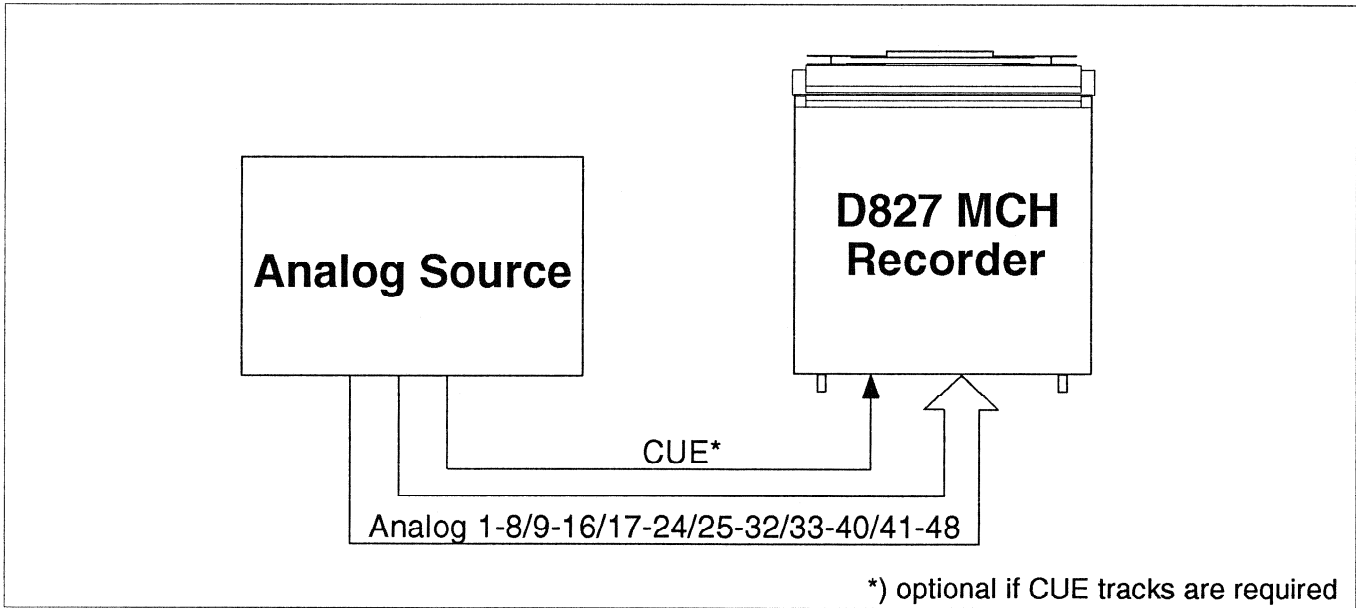 Analog Source
D827 MCH
Recorder
CUE*
Analog 1-8/9-16/17-24/25-32/33-40/41-48
*) optional if CUE tracks are required